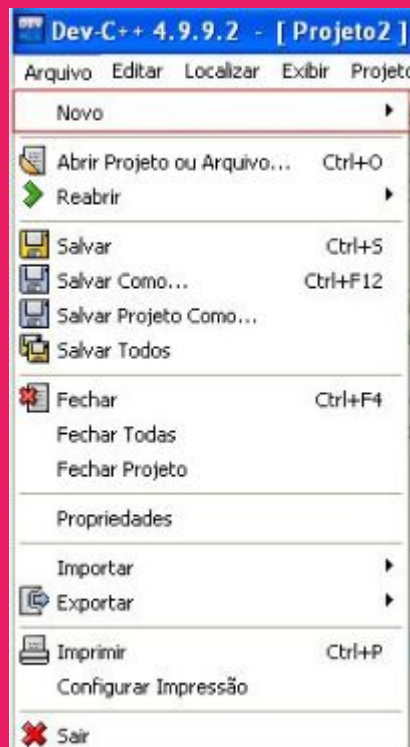 Dev-C++ 4.9.9.2 - [ Projeto2 ]
Arquivo Editar Localizar Exibir Projeto
Novo
Abrir Projeto ou Arquivo... Ctrl+O
Reabrir
Salvar Ctrl+S
Salvar Como... Ctrl+F12
Salvar Projeto Como...
Salvar Todos
Fechar Ctrl+F4
Fechar Todas
Fechar Projeto
Propriedades
Importar
Exportar
Imprimir Ctrl+P
Configurar Impressão
Sair